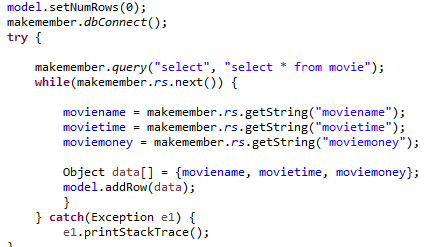 model.setNumRows(0);
makemember.dbConnect();
try {
makemember.query("select", "select * from movie");
while(makemember.rs.next()) {
moviename = makemember.rs.getString("moviename");
movietime = makemember.rs.getString("movietime");
moviemoney = makemember.rs.getString("moviemoney");
Object data[] = {moviename, movietime, moviemoney};
model.addRow(data);
}
} catch(Exception e1) {
e1.printStackTrace();